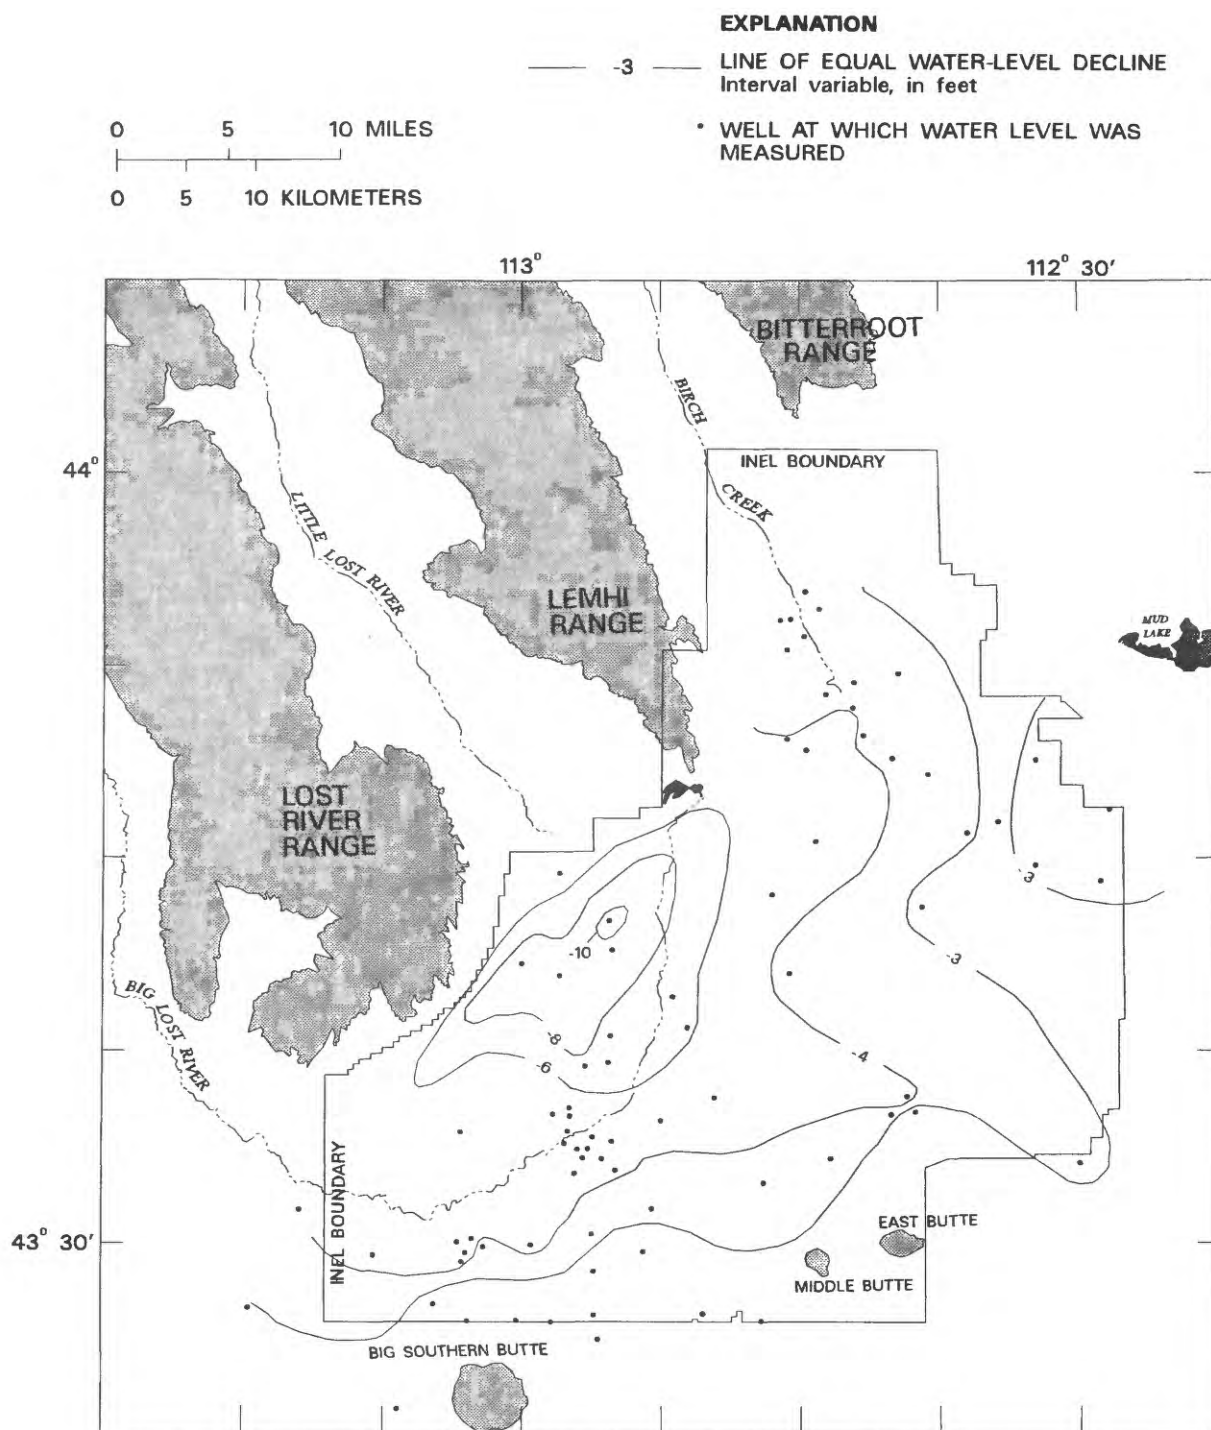 EXPLANATION
-3 LINE OF EQUAL WATER-LEVEL DECLINE
Interval variable, in feet
WELL AT WHICH WATER LEVEL WAS
MEASURED
0 5 10 MILES
0 5 10 KILOMETERS
113° 112° 30′
BITTERROOT
RANGE
BIRCH
CREEK
44°
INEL BOUNDARY
LITTLE LOST RIVER
LEMHI
RANGE
MUD
LAKE
LOST
RIVER
RANGE
-3
-10
-3
BIG LOST RIVER
-8
-6
-4
INEL BOUNDARY
EAST BUTTE
43° 30′
MIDDLE BUTTE
BIG SOUTHERN BUTTE